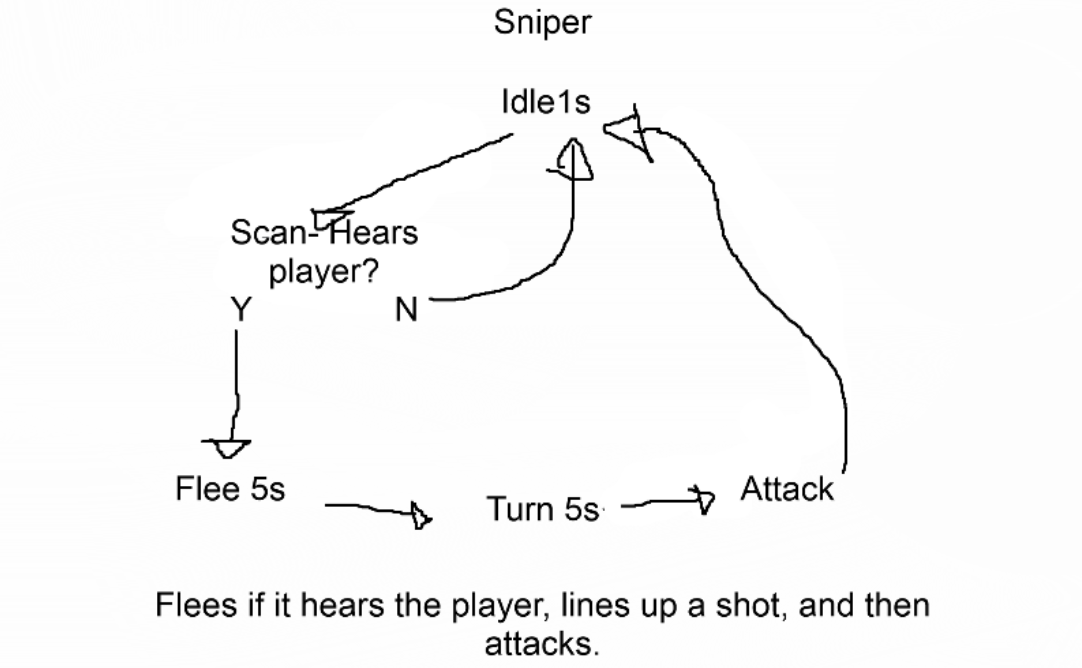 Sniper
Idle1s
Scan- Hears
player?
Y
N
Flee 5s
Turn 5s
Attack
Flees if it hears the player, lines up a shot, and then
attacks.